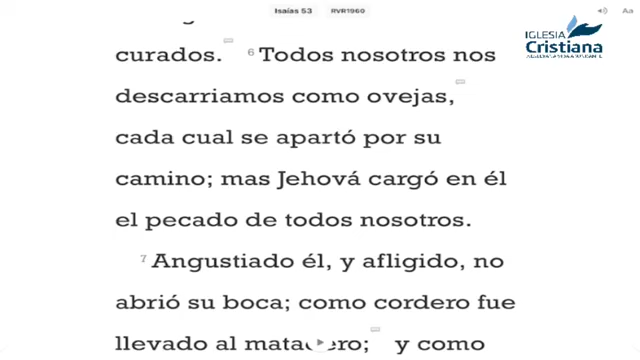 Isaías 53 RVR1960 Aa
IGLESIA
Cristiana
curados. 6 Todos nosotros nos
descarriamos como ovejas,
cada cual se apartó por su
camino; mas Jehová cargó en él
el pecado de todos nosotros.
7 Angustiado él, y afligido, no
abrió su boca; como cordero fue
llevado al matadero; y como